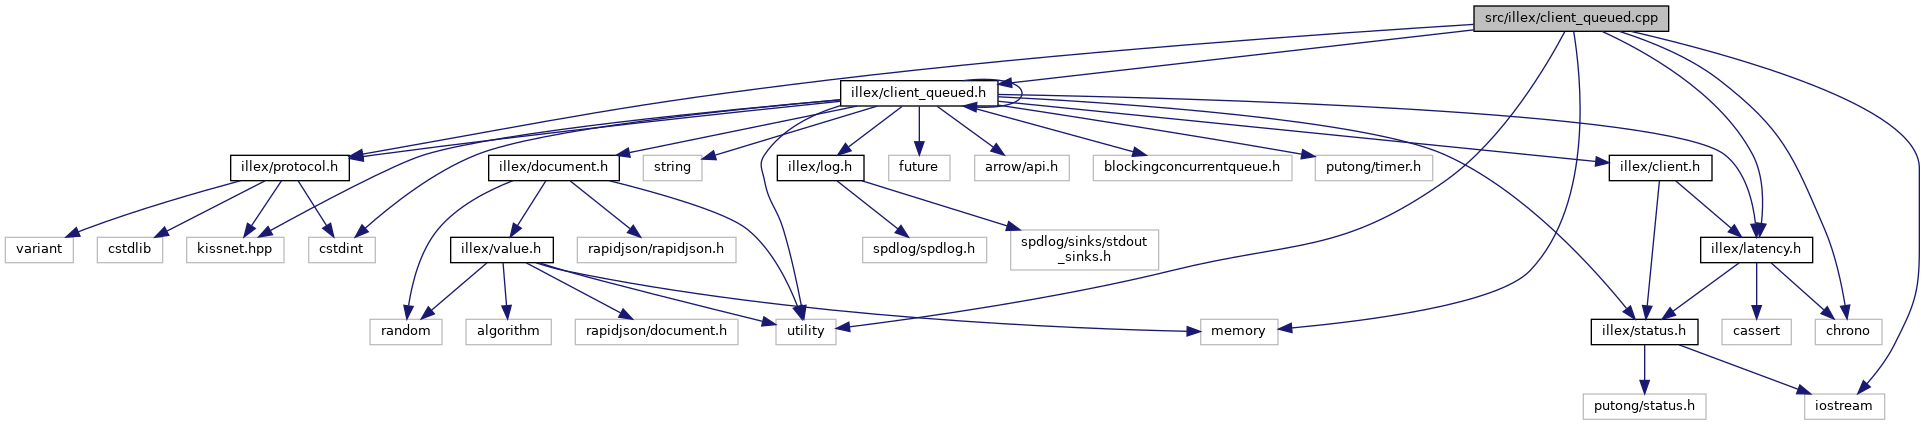 src/illex/client_queued.cpp
illex/client_queued.h
illex/protocol.h
illex/document.h
string
illex/log.h
future
arrow/api.h
blockingconcurrentqueue.h
putong/timer.h
illex/client.h
variant
cstdlib
kissnet.hpp
cstdint
illex/value.h
rapidjson/rapidjson.h
spdlog/spdlog.h
spdlog/sinks/stdout
_sinks.h
illex/latency.h
random
algorithm
rapidjson/document.h
utility
memory
illex/status.h
cassert
chrono
putong/status.h
iostream